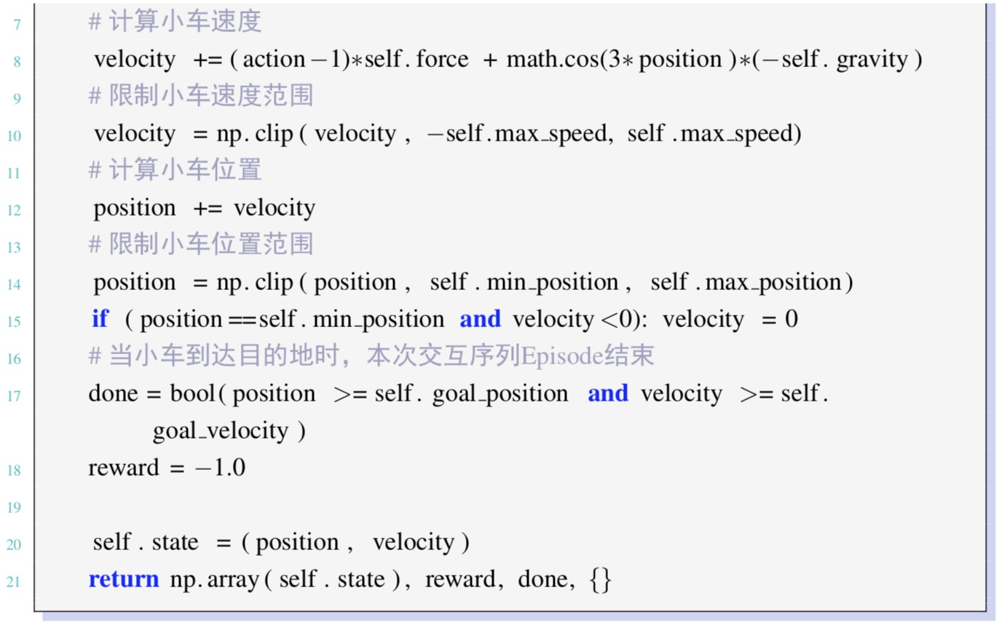 7 # 计算小车速度
8 velocity += (action−1)*self.force + math.cos(3*position)*(−self.gravity)
9 # 限制小车速度范围
10 velocity = np.clip(velocity, −self.max_speed, self.max_speed)
11 # 计算小车位置
12 position += velocity
13 # 限制小车位置范围
14 position = np.clip(position, self.min_position, self.max_position)
15 if (position==self.min_position and velocity<0): velocity = 0
16 # 当小车到达目的地时，本次交互序列Episode结束
17 done = bool(position >= self.goal_position and velocity >= self.
goal_velocity)
18 reward = −1.0
19
20 self.state = (position, velocity)
21 return np.array(self.state), reward, done, {}